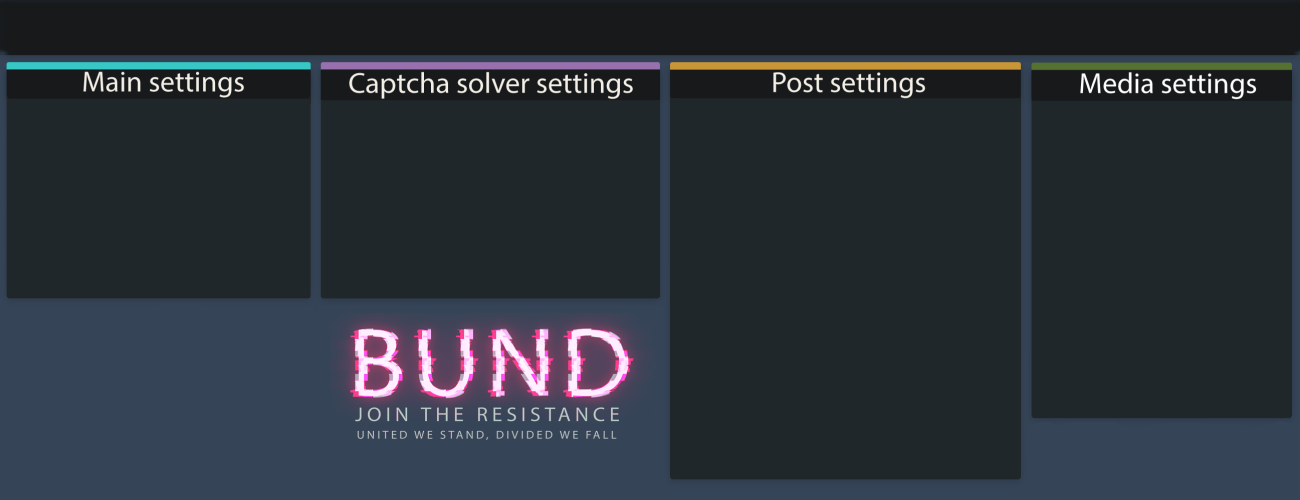 Main settings
Captcha solver settings
Post settings
Media settings
BUND
JOIN THE RESISTANCE
UNITED WE STAND, DIVIDED WE FALL